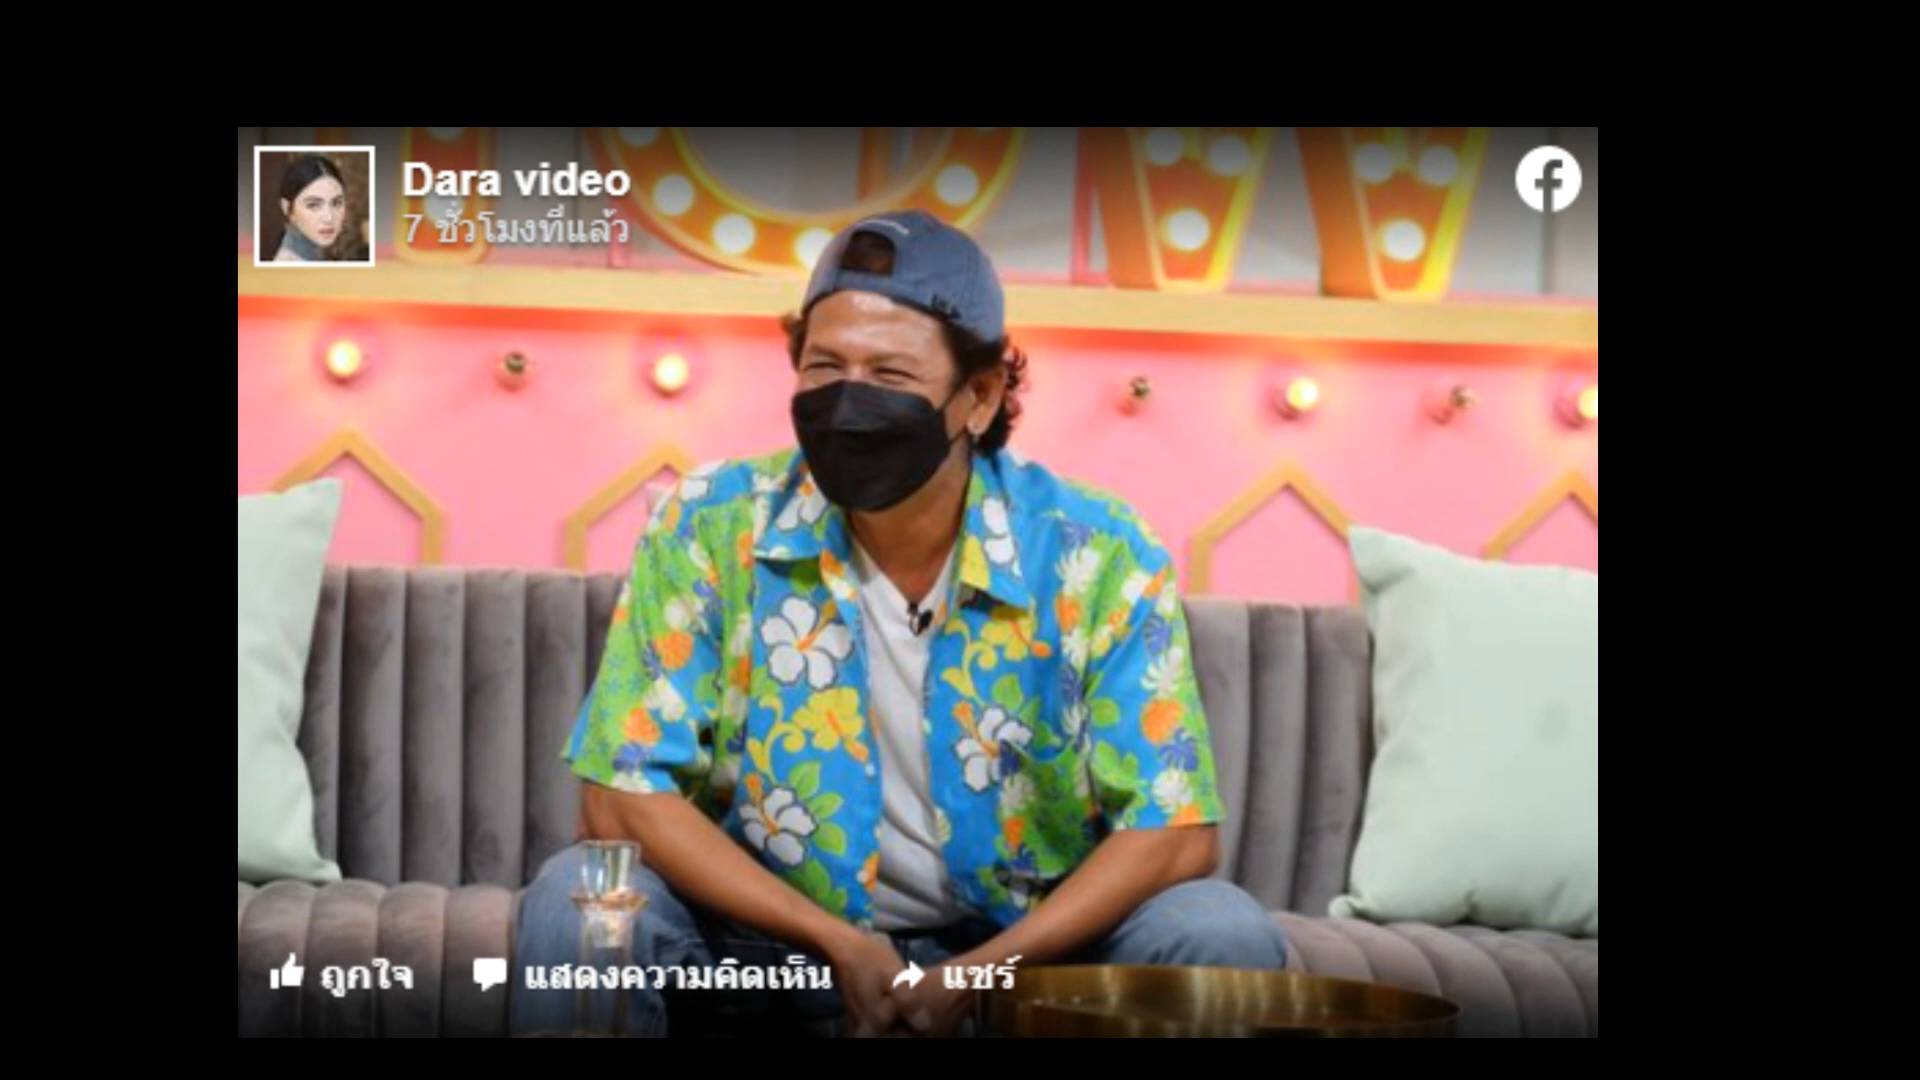 Dara video
7 ชั่วโมงที่แล้ว
ถูกใจ
แสดงความคิดเห็น
แชร์